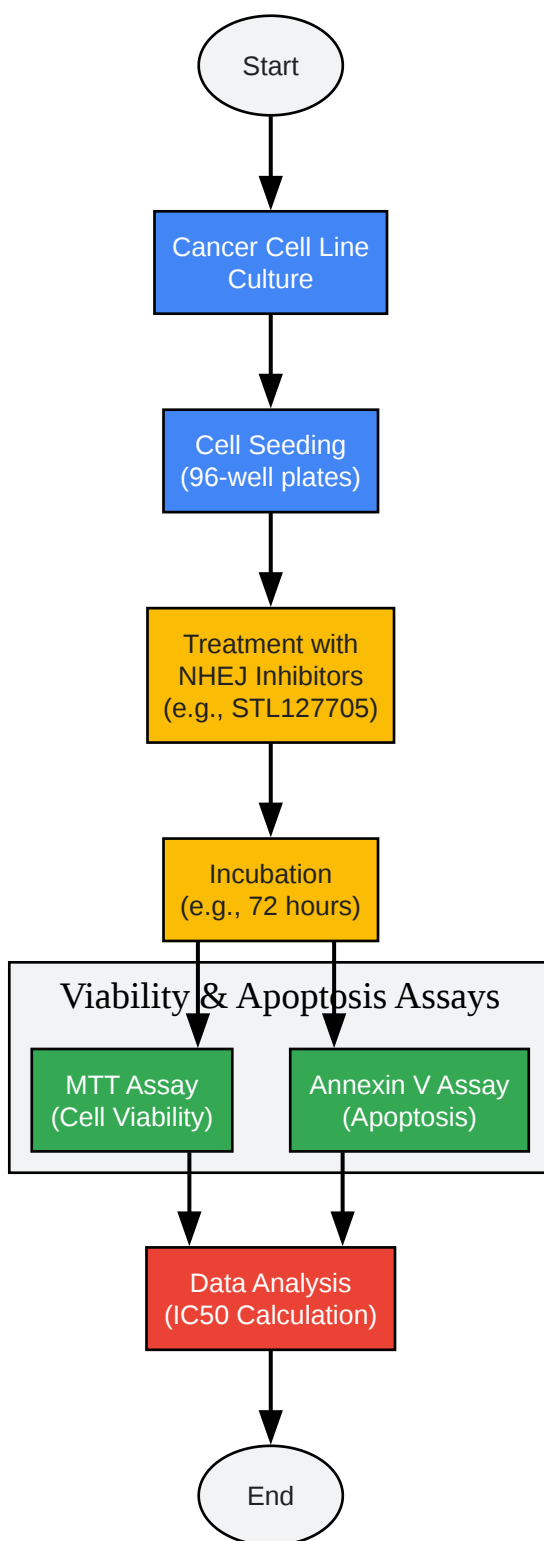 Start
Cancer Cell Line
Culture
Cell Seeding
(96-well plates)
Treatment with
NHEJ Inhibitors
(e.g., STL127705)
Incubation
(e.g., 72 hours)
Viability & Apoptosis Assays
MTT Assay
(Cell Viability)
Annexin V Assay
(Apoptosis)
Data Analysis
(IC50 Calculation)
End